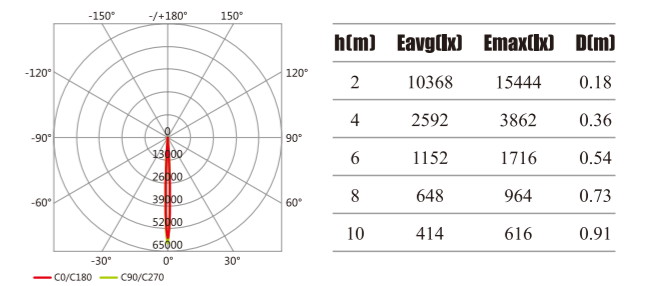 -150° -/+180° 150°
-120° 120°
-90° 90°
-60° 60°
-30° 0° 30°
0
13000
26000
39000
52000
65000
C0/C180 C90/C270
h(m) Eavg(lx) Emax(lx) D(m)
2 10368 15444 0.18
4 2592 3862 0.36
6 1152 1716 0.54
8 648 964 0.73
10 414 616 0.91